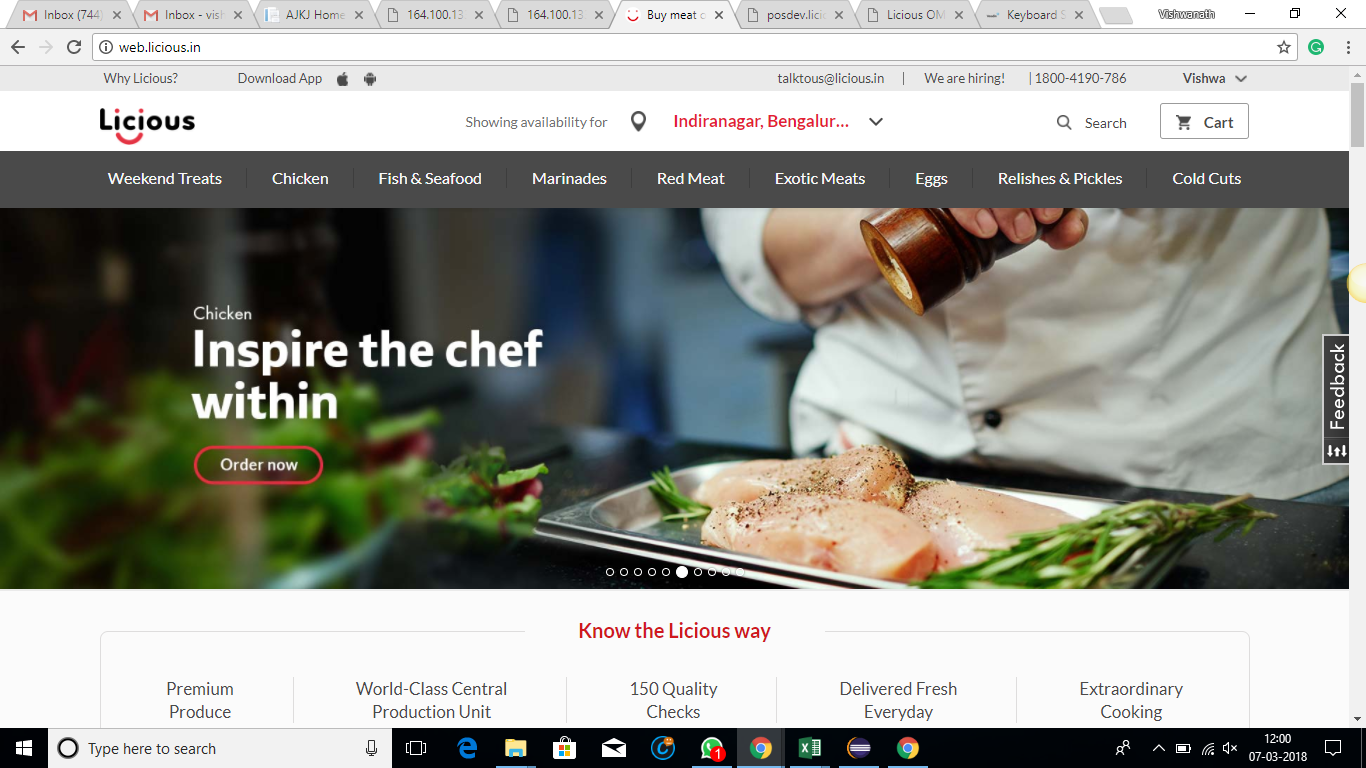 Inbox (744)
Inbox - vish
AJKJ Home
164.100.13
164.100.13
Buy meat o
posdev.lici
Licious OM
Keyboard S
Vishwanath
web.licious.in
Why Licious?
Download App
talktous@licious.in | We are hiring! | 1800-4190-786
Vishwa
Licious
Showing availability for
Indiranagar, Bengalur...
Search
Cart
Weekend Treats
Chicken
Fish & Seafood
Marinades
Red Meat
Exotic Meats
Eggs
Relishes & Pickles
Cold Cuts
Chicken
Inspire the chef
within
Order now
Feedback
Know the Licious way
Premium
Produce
World-Class Central
Production Unit
150 Quality
Checks
Delivered Fresh
Everyday
Extraordinary
Cooking
Type here to search
1
12:00
07-03-2018